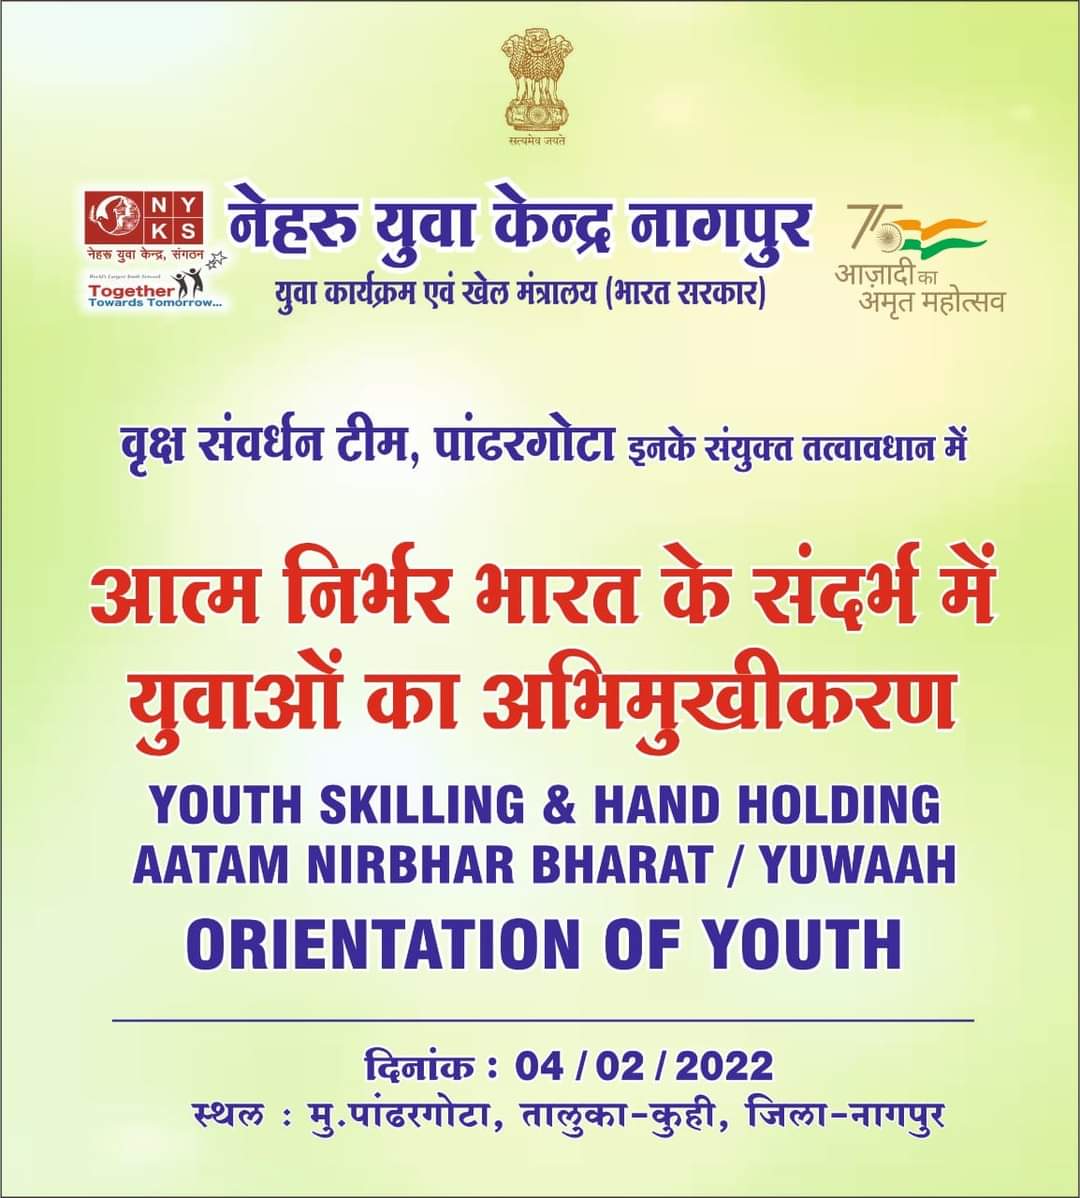 सत्यमेव जयते
NY
KS
नेहरू युवा केन्द्र, संगठन
World's Largest Youth Network
Together
Towards Tomorrow...
नेहरु युवा केन्द्र नागपुर
युवा कार्यक्रम एवं खेल मंत्रालय (भारत सरकार)
75
आज़ादी का
अमृत महोत्सव
वृक्ष संवर्धन टीम, पांढरगोटा इनके संयुक्त तत्वावधान में
आत्म निर्भर भारत के संदर्भ में
युवाओं का अभिमुखीकरण
YOUTH SKILLING & HAND HOLDING
AATAM NIRBHAR BHARAT / YUWAAH
ORIENTATION OF YOUTH
दिनांक : 04 / 02 / 2022
स्थल : मु.पांढरगोटा, तालुका-कुही, जिला-नागपुर